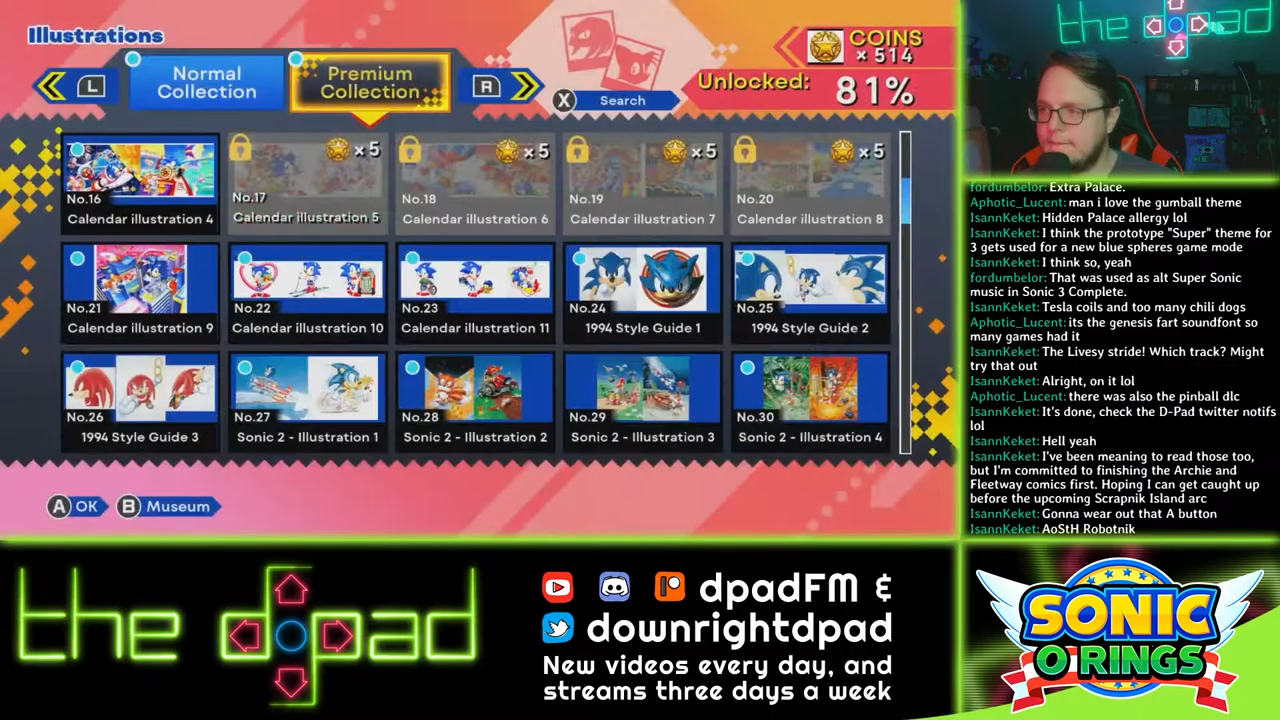 Illustrations
L
Normal Collection
Premium Collection
R
X Search
COINS
× 514
Unlocked: 81%
the dpad
No.16
Calendar illustration 4
×5
No.17
Calendar illustration 5
×5
No.18
Calendar illustration 6
×5
No.19
Calendar illustration 7
×5
No.20
Calendar illustration 8
No.21
Calendar illustration 9
No.22
Calendar illustration 10
No.23
Calendar illustration 11
No.24
1994 Style Guide 1
No.25
1994 Style Guide 2
No.26
1994 Style Guide 3
No.27
Sonic 2 - Illustration 1
No.28
Sonic 2 - Illustration 2
No.29
Sonic 2 - Illustration 3
No.30
Sonic 2 - Illustration 4
A OK
B Museum
fordumbelor: Extra Palace.
Aphotic_Lucent: man i love the gumball theme
IsannKeket: Hidden Palace allergy lol
IsannKeket: I think the prototype "Super" theme for
3 gets used for a new blue spheres game mode
IsannKeket: I think so, yeah
fordumbelor: That was used as alt Super Sonic
music in Sonic 3 Complete.
IsannKeket: Tesla coils and too many chili dogs
Aphotic_Lucent: its the genesis fart soundfont so
many games had it
IsannKeket: The Livesy stride! Which track? Might
try that out
IsannKeket: Alright, on it lol
Aphotic_Lucent: there was also the pinball dlc
IsannKeket: It's done, check the D-Pad twitter notifs
lol
IsannKeket: Hell yeah
IsannKeket: I've been meaning to read those too,
but I'm committed to finishing the Archie and
Fleetway comics first. Hoping I can get caught up
before the upcoming Scrapnik Island arc
IsannKeket: Gonna wear out that A button
IsannKeket: AoStH Robotnik
the dpad
dpadFM &
downrightdpad
New videos every day, and
streams three days a week
SONIC
O RINGS